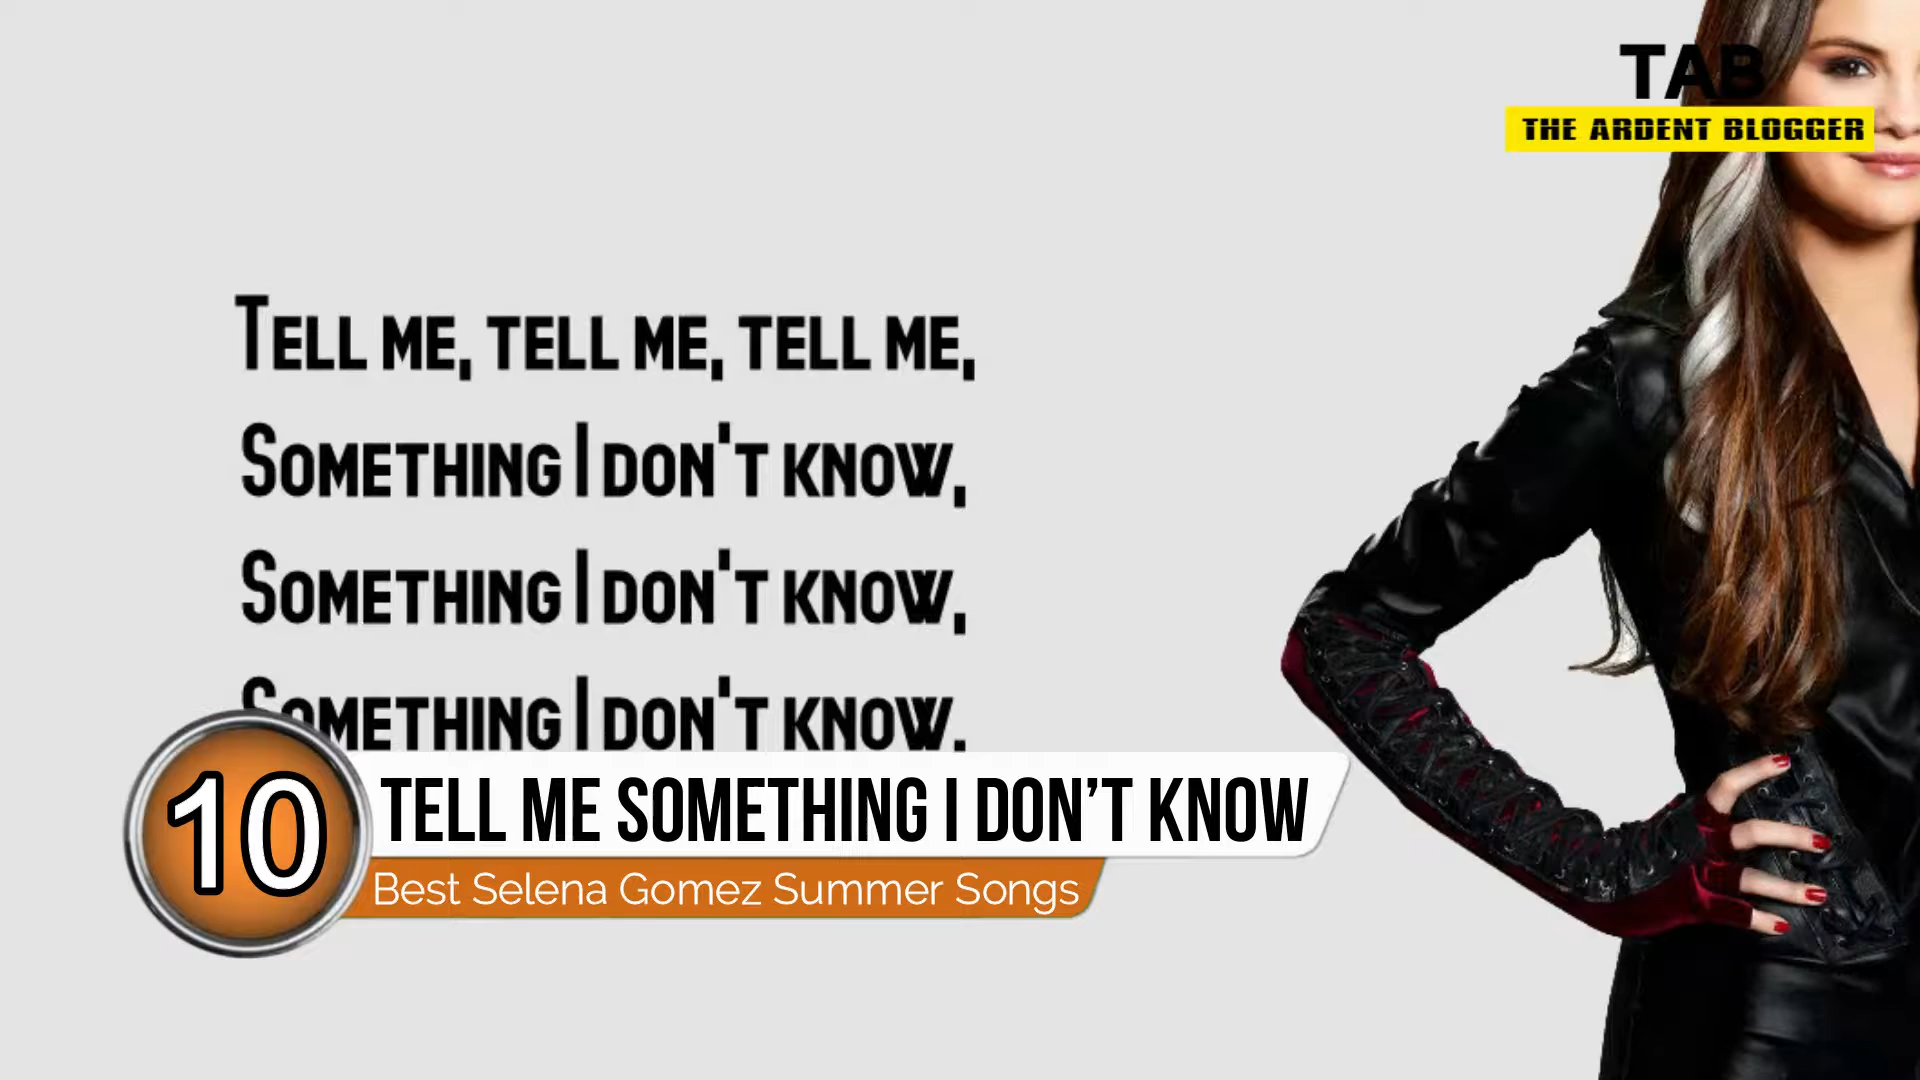 TAB
THE ARDENT BLOGGER
TELL ME, TELL ME, TELL ME,
SOMETHING I DON'T KNOW,
SOMETHING I DON'T KNOW,
SOMETHING I DON'T KNOW.
10
TELL ME SOMETHING I DON’T KNOW
Best Selena Gomez Summer Songs